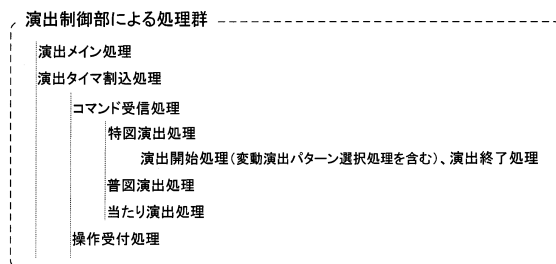 演出制御部による処理群
演出メイン処理
演出タイマ割込処理
コマンド受信処理
特図演出処理
演出開始処理(変動演出パターン選択処理を含む)、演出終了処理
普図演出処理
当たり演出処理
操作受付処理